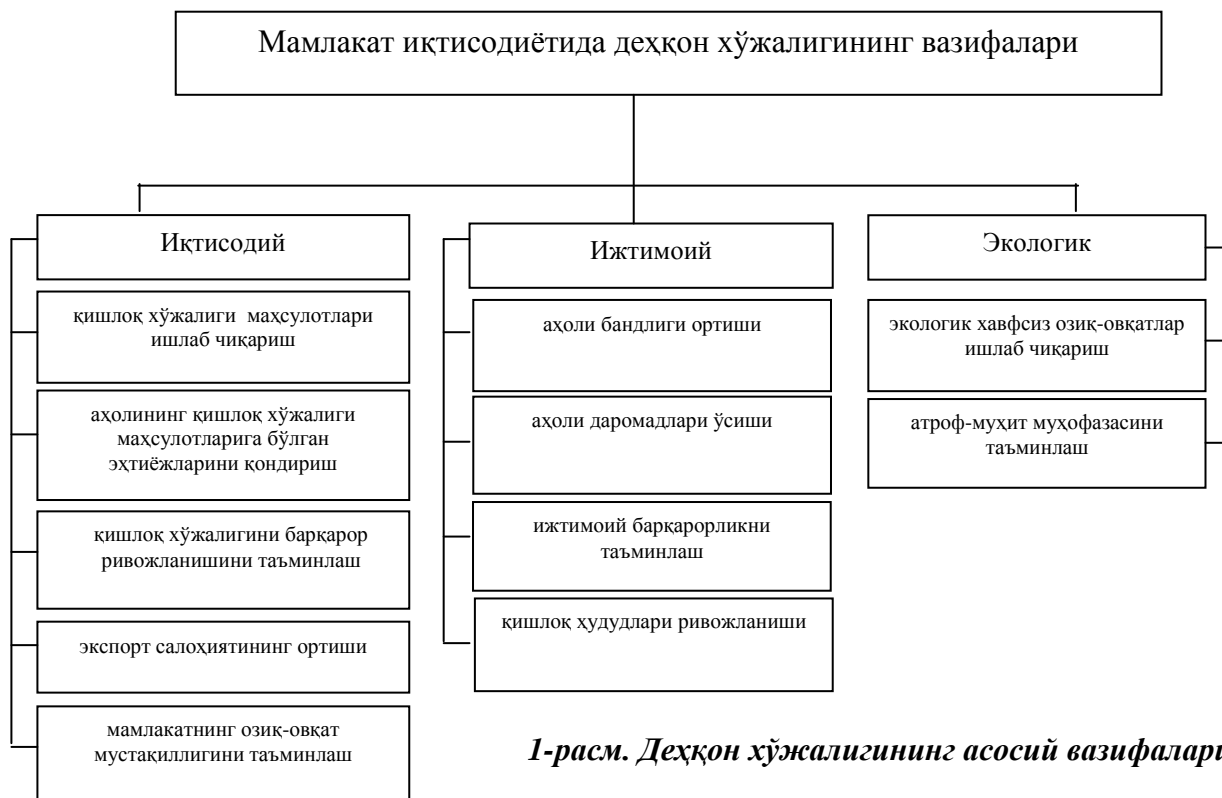 Мамлакат иқтисодиётида деҳқон хўжалигининг вазифалари
Иқтисодий
қишлоқ хўжалиги маҳсулотлари
ишлаб чиқариш
аҳолининг қишлоқ хўжалиги
маҳсулотларига бўлган
эҳтиёжларини қондириш
қишлоқ хўжалигини барқарор
ривожланишини таъминлаш
экспорт салоҳиятининг ортиши
мамлакатнинг озиқ-овқат
мустақиллигини таъминлаш
Ижтимоий
аҳоли бандлиги ортиши
аҳоли даромадлари ўсиши
ижтимоий барқарорликни
таъминлаш
қишлоқ ҳудудлари ривожланиши
Экологик
экологик хавфсиз озиқ-овқатлар
ишлаб чиқариш
атроф-муҳит муҳофазасини
таъминлаш
1-расм. Деҳқон хўжалигининг асосий вазифалари